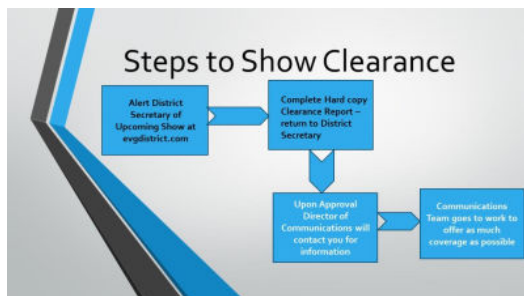 Steps to Show Clearance
Alert District
Secretary of
Upcoming Show at
evgdistrict.com
Complete Hard copy
Clearance Report –
return to District
Secretary
Upon Approval
Director of
Communications will
contact you for
information
Communications
Team goes to work to
offer as much
coverage as possible